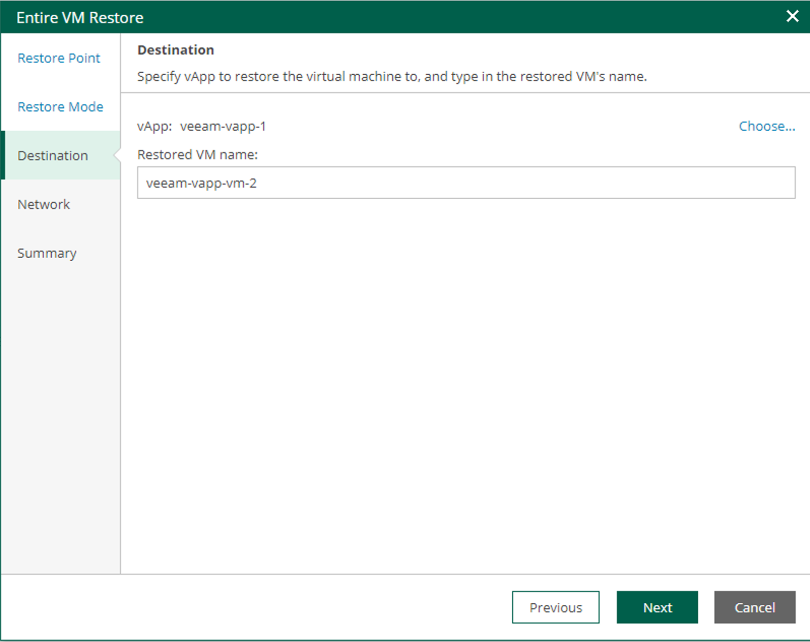 Entire VM Restore
Restore Point
Restore Mode
Destination
Network
Summary
Destination
Specify vApp to restore the virtual machine to, and type in the restored VM's name.
vApp: veeam-vapp-1 Choose...
Restored VM name:
veeam-vapp-vm-2
Previous Next Cancel